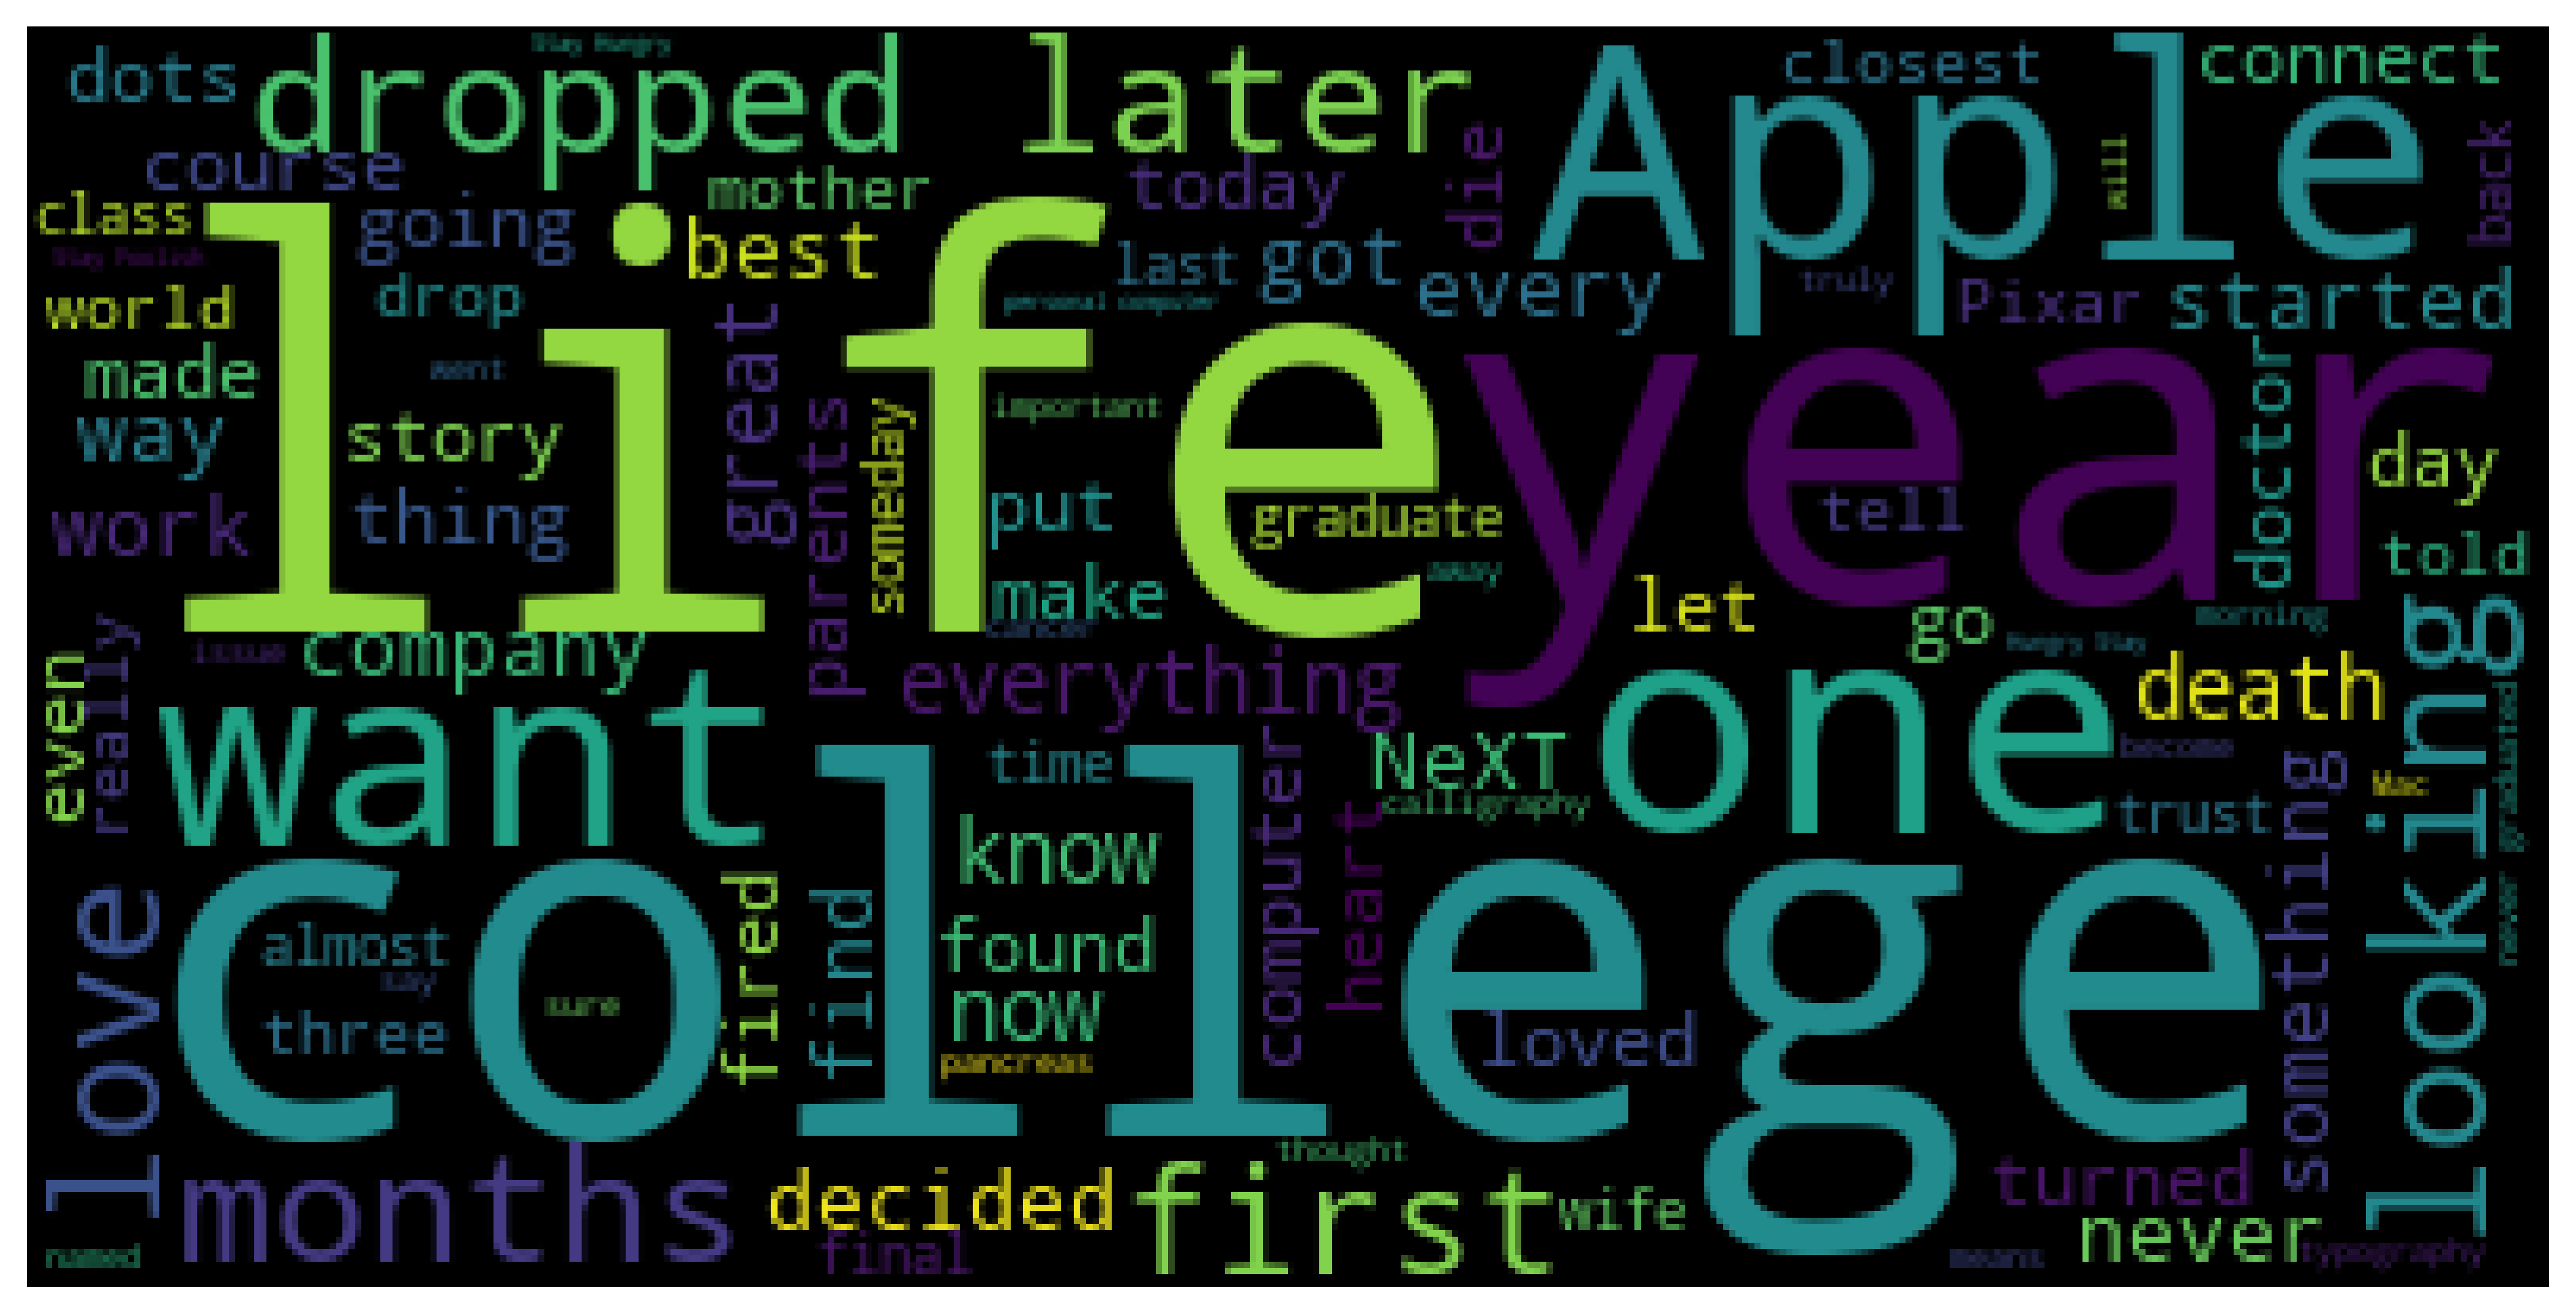 dots
dropped
Stay Hungry
later
Apple
closest
connect
course
mother
today
die
will
back
class
going
life
best
last
got
every
truly
Pixar
started
Stay Foolish
world
drop
great
personal computer
year
doctor
made
went
important
way
story
parents
someday
day
work
thing
put
graduate
tell
told
make
away
let
go
morning
looking
cancer
issue
company
everything
Hungry Stay
death
even
really
want
one
graduated
time
computer
NeXT
become
something
Mac
calligraphy
trust
heart
know
college
love
fired
find
almost
found
never
say
sure
three
now
loved
pancreas
months
thought
decided
first
wife
turned
never
final
named
means
typography